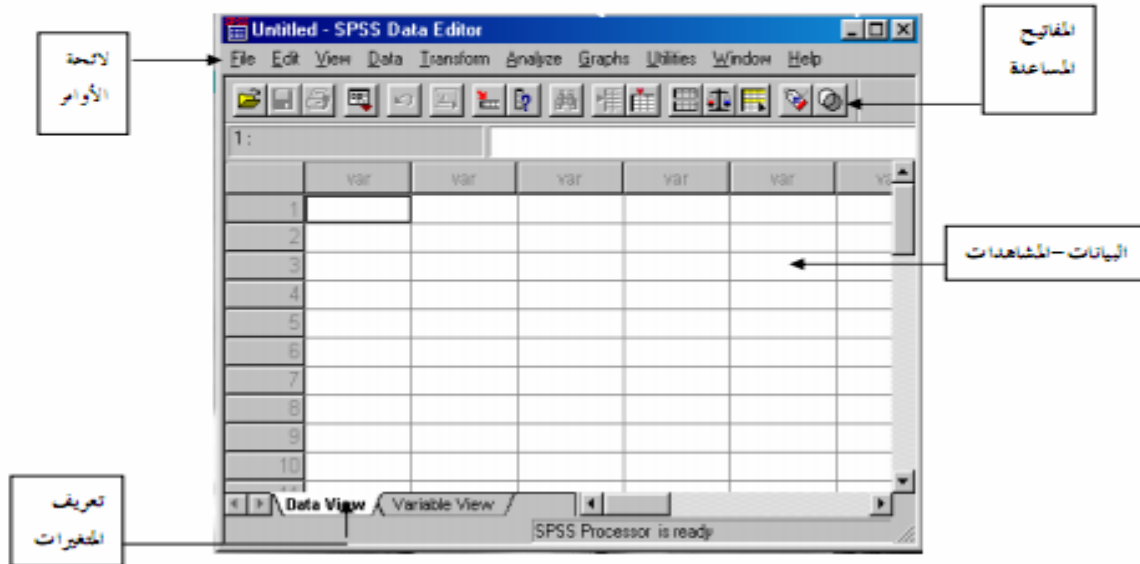 Untitled - SPSS Data Editor
File Edit View Data Transform Analyze Graphs Utilities Window Help
لائحة
الأوامر
المفاتيح
المساعدة
1:
var var var var var va
1
2
3
4
5
6
7
8
9
10
البيانات-المشاهدات
Data View Variable View
SPSS Processor is ready
تعريف
المتغيرات